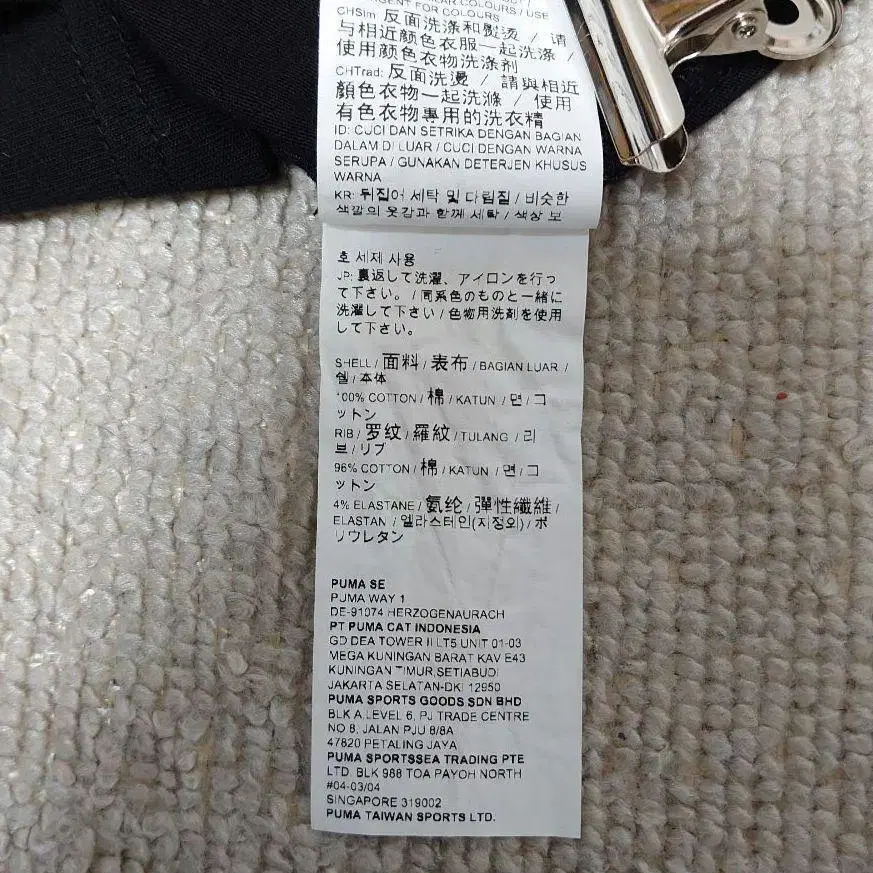 COLOURS / USE
FOR COLOURS
CHSim 反面洗涤和熨烫 / 请
与相近颜色衣服一起洗涤 /
使用颜色衣物洗涤剂
CHTrad: 反面洗燙 / 請與相近
顏色衣物一起洗滌 / 使用
有色衣物專用的洗衣精
ID: CUCI DAN SETRIKA DENGAN BAGIAN
DALAM DI LUAR / CUCI DENGAN WARNA
SERUPA / GUNAKAN DETERJEN KHUSUS
WARNA
KR: 뒤집어 세탁 및 다림질 / 비슷한
색깔의 옷감과 함께 세탁 / 색상 보
호 세제 사용
JP: 裏返して洗濯、アイロンを行っ
て下さい。/ 同系色のものと一緒に
洗濯して下さい / 色物用洗剤を使用
して下さい。
SHELL / 面料 / 表布 / BAGIAN LUAR /
쉘 / 本体
100% COTTON / 棉 / KATUN / 면 / コ
ットン
RIB / 罗纹 / 羅紋 / TULANG / 리
브 / リブ
96% COTTON / 棉 / KATUN / 면 / コ
ットン
4% ELASTANE / 氨纶 / 彈性纖維 /
ELASTAN / 엘라스터인(지정외) / ポ
リウレタン
PUMA SE
PUMA WAY 1
DE-91074 HERZOGENAURACH
PT PUMA CAT INDONESIA
GD DEA TOWER II LT5 UNIT 01-03
MEGA KUNINGAN BARAT KAV E43
KUNINGAN TIMUR,SETIABUDI
JAKARTA SELATAN-DKI 12950
PUMA SPORTS GOODS SDN BHD
BLK A,LEVEL 6, PJ TRADE CENTRE
NO 8, JALAN PJU 8/8A
47820 PETALING JAYA
PUMA SPORTSSEA TRADING PTE
LTD. BLK 988 TOA PAYOH NORTH
#04-03/04
SINGAPORE 319002
PUMA TAIWAN SPORTS LTD.